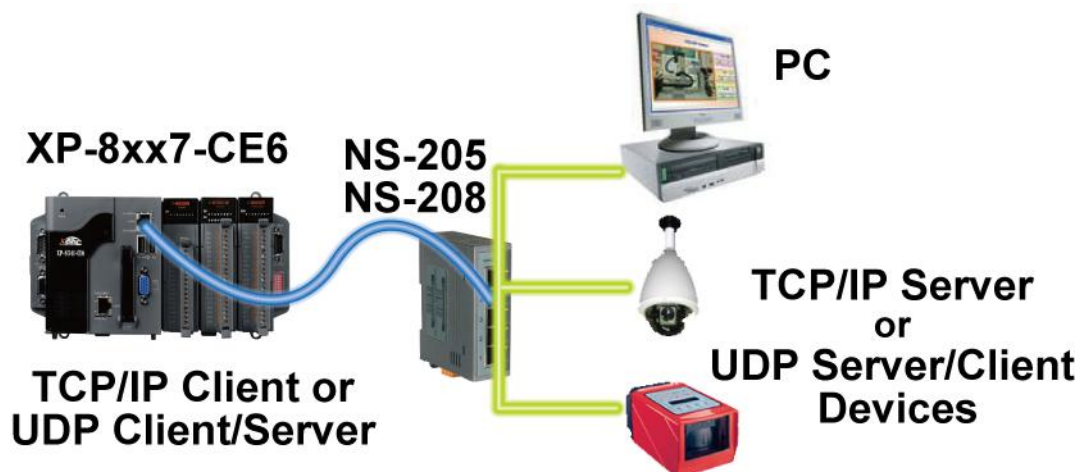 PC
XP-8xx7-CE6
NS-205
NS-208
TCP/IP Server
or
UDP Server/Client
Devices
TCP/IP Client or
UDP Client/Server